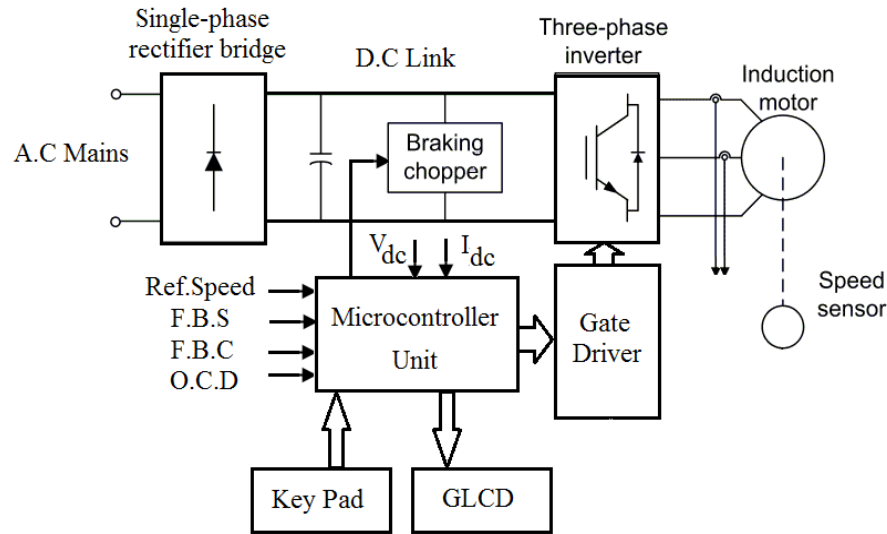 Single-phase
rectifier bridge
D.C Link
Three-phase
inverter
Induction
motor
A.C Mains
Braking
chopper
Vdc
Idc
Ref.Speed
F.B.S
F.B.C
O.C.D
Microcontroller
Unit
Gate
Driver
Speed
sensor
Key Pad
GLCD